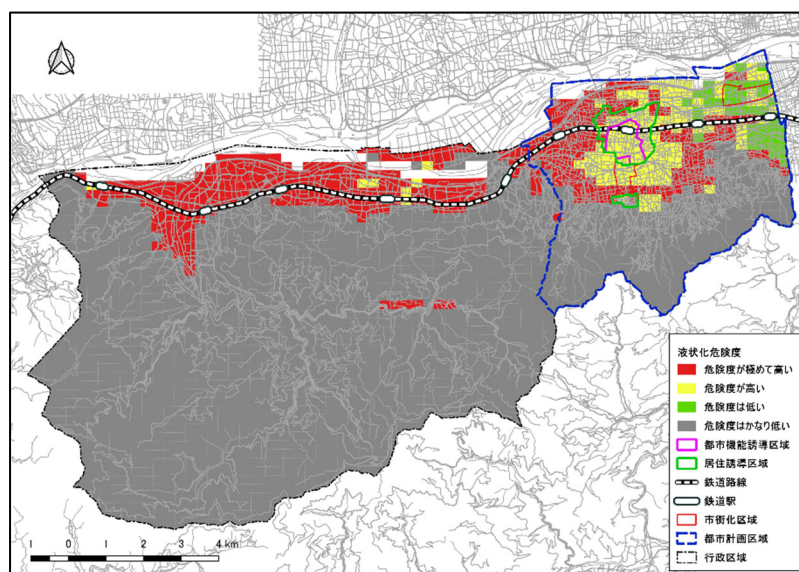 液状化危険度
危険度が極めて高い
危険度が高い
危険度は低い
危険度はかなり低い
都市機能誘導区域
居住誘導区域
鉄道路線
鉄道駅
市街化区域
都市計画区域
行政区域
1 0 1 2 3 4 km